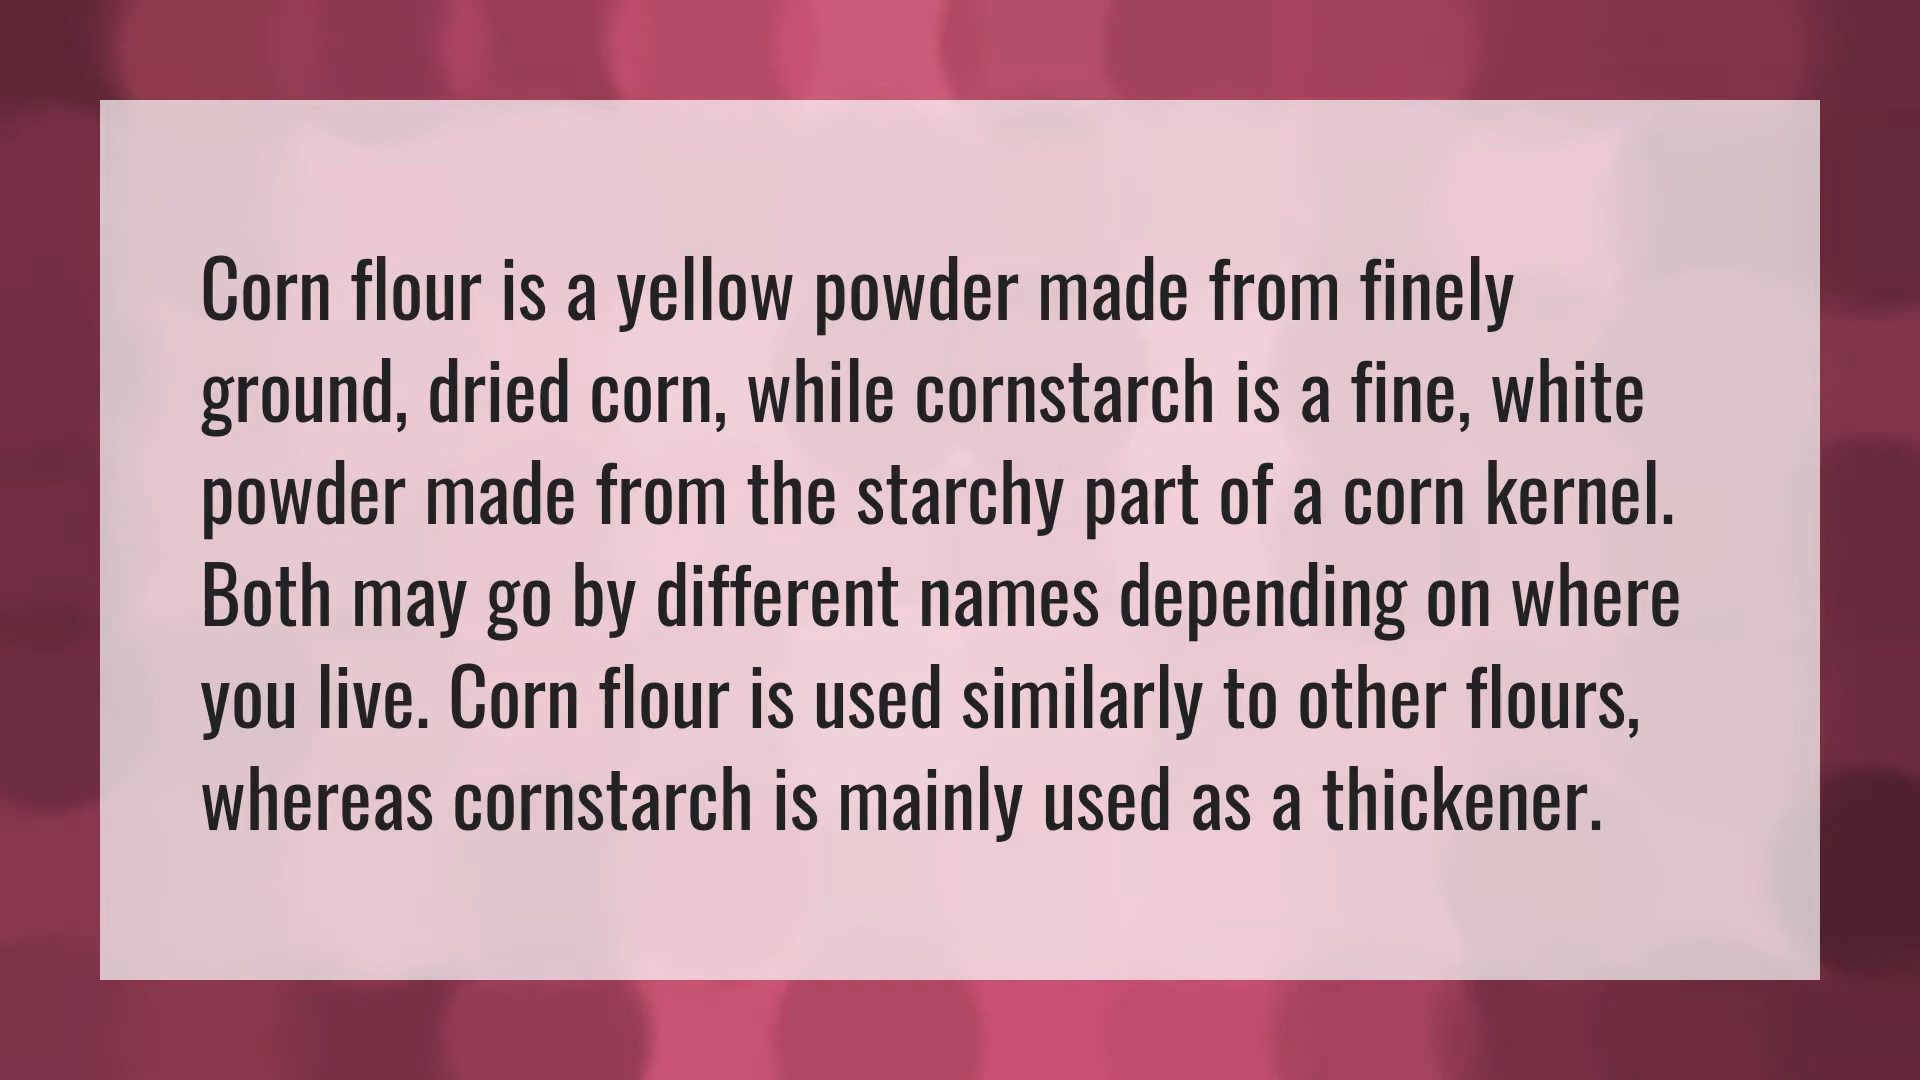 Corn flour is a yellow powder made from finely
ground, dried corn, while cornstarch is a fine, white
powder made from the starchy part of a corn kernel.
Both may go by different names depending on where
you live. Corn flour is used similarly to other flours,
whereas cornstarch is mainly used as a thickener.